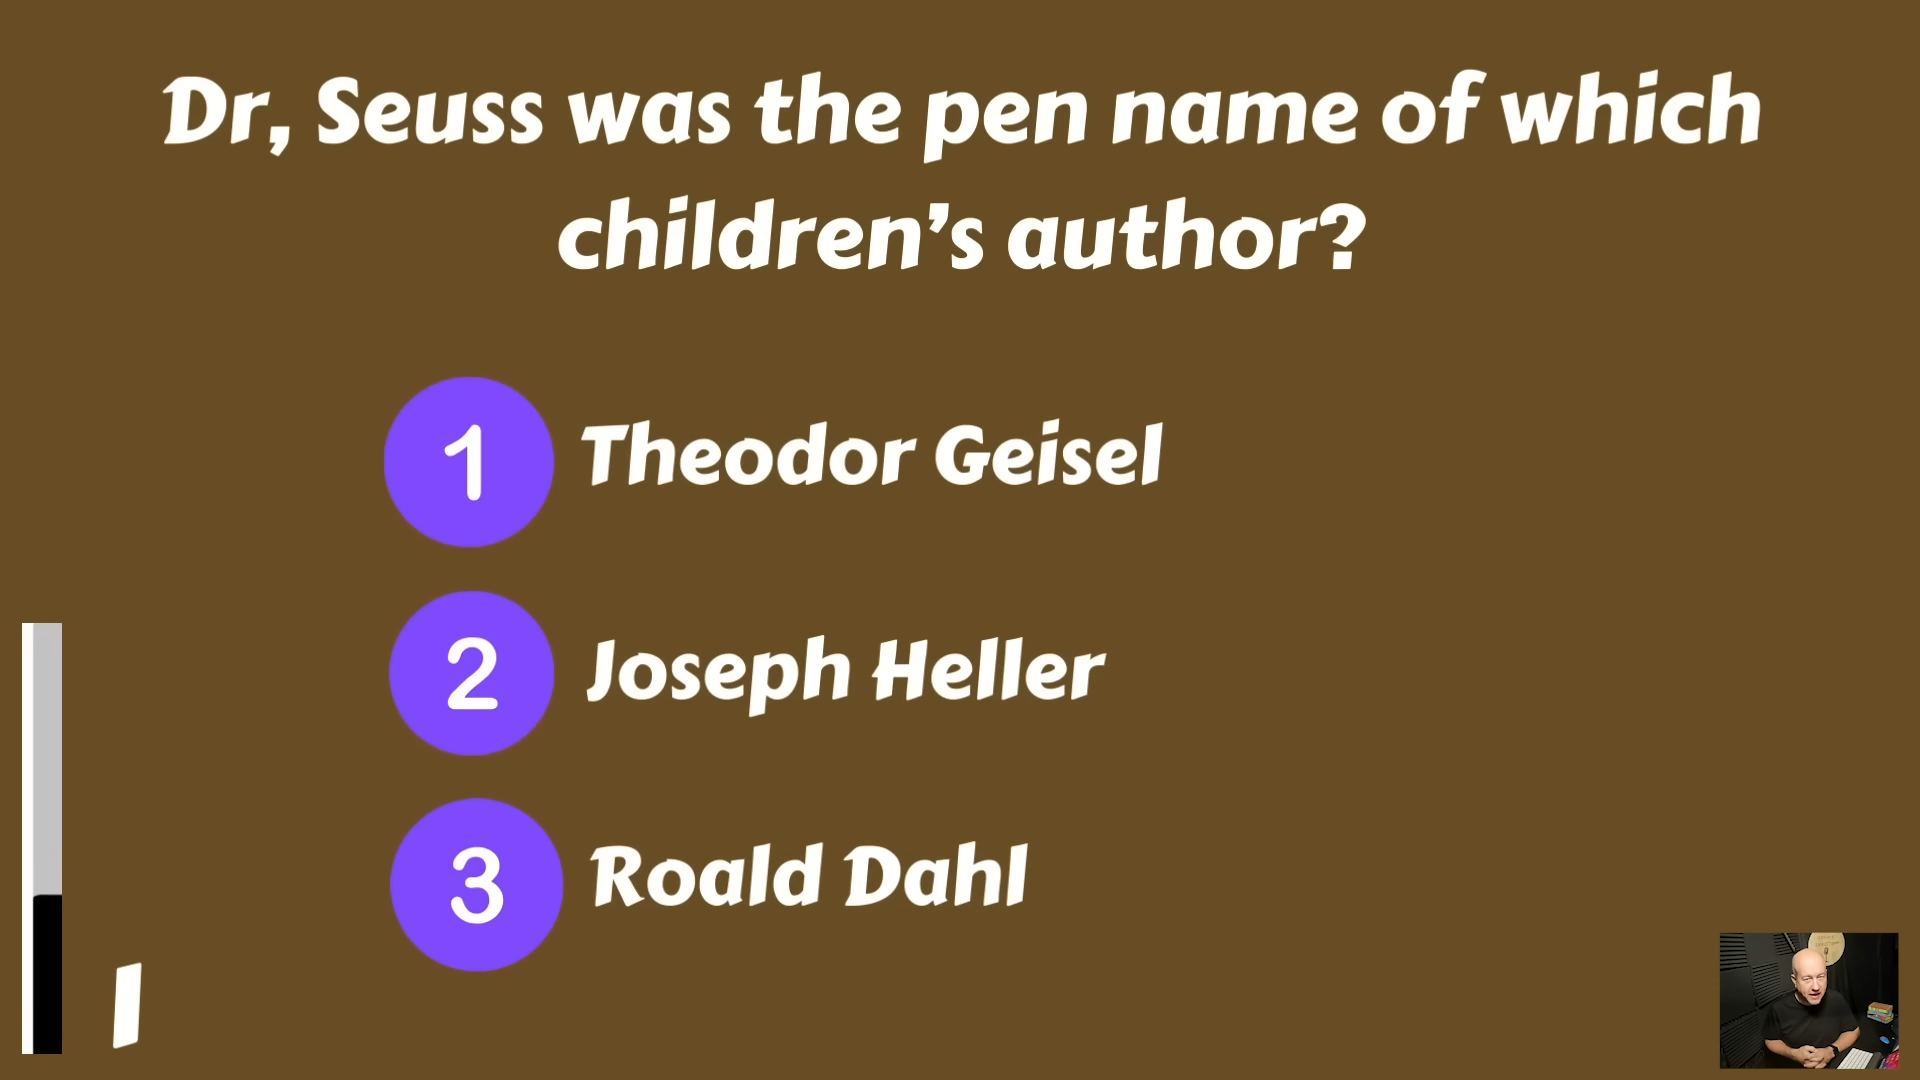 Dr, Seuss was the pen name of which
children's author?
1 Theodor Geisel
2 Joseph Heller
3 Roald Dahl